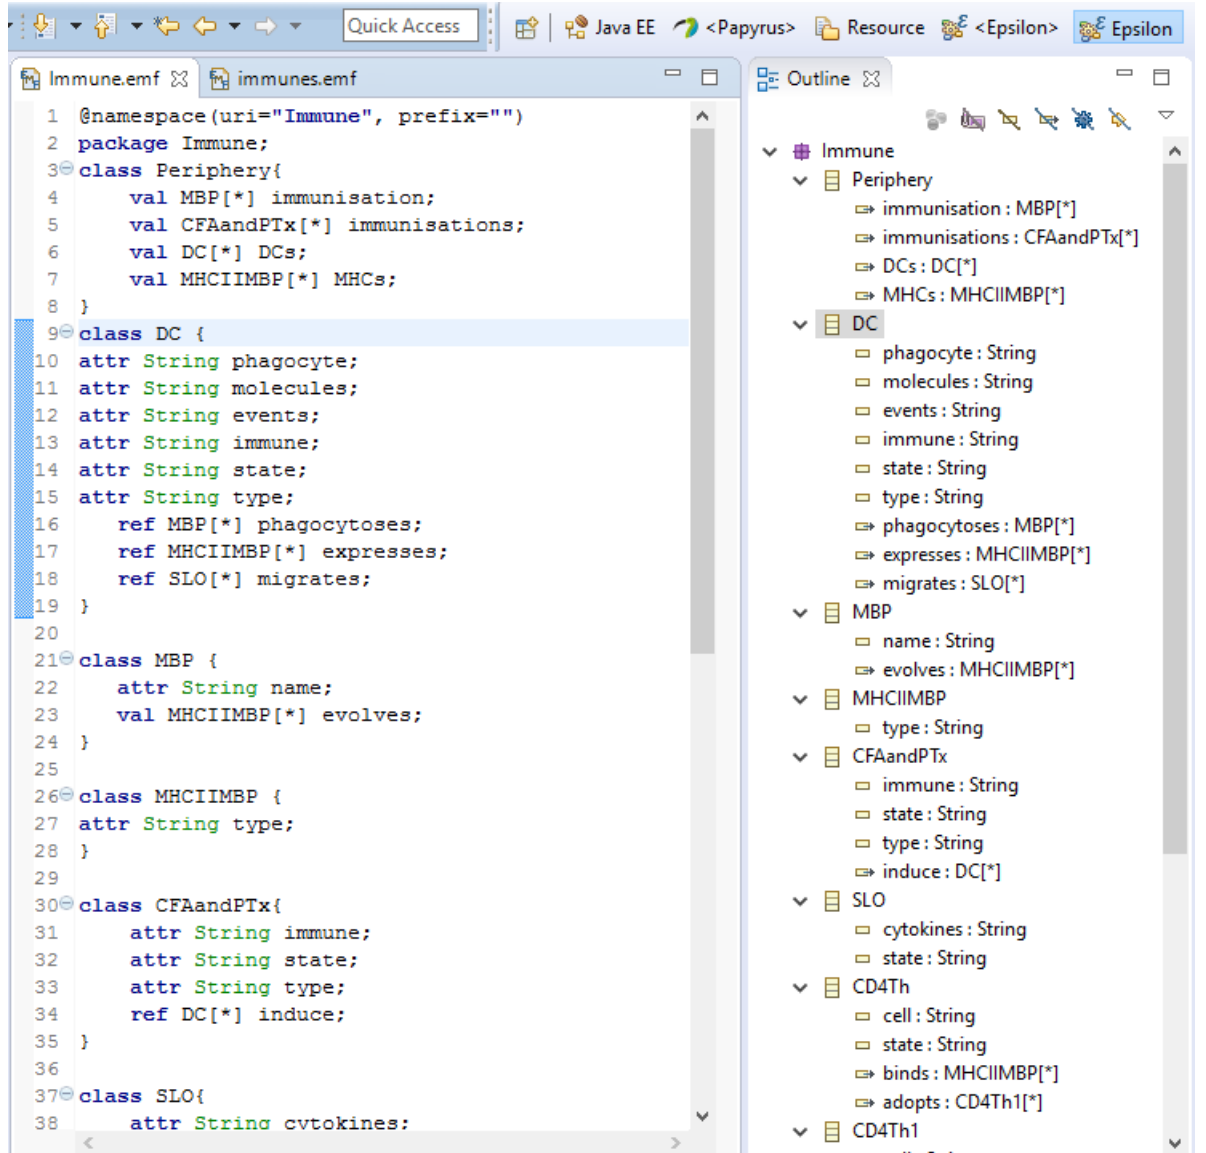 Quick Access
Java EE
<Papyrus>
Resource
<Epsilon>
Epsilon
Immune.emf
immunes.emf
1 @namespace(uri="Immune", prefix="")
2 package Immune;
3 class Periphery{
4 val MBP[*] immunisation;
5 val CFAandPTx[*] immunisations;
6 val DC[*] DCs;
7 val MHCIIMBP[*] MHCs;
8 }
9 class DC {
10 attr String phagocyte;
11 attr String molecules;
12 attr String events;
13 attr String immune;
14 attr String state;
15 attr String type;
16 ref MBP[*] phagocytoses;
17 ref MHCIIMBP[*] expresses;
18 ref SLO[*] migrates;
19 }
20
21 class MBP {
22 attr String name;
23 val MHCIIMBP[*] evolves;
24 }
25
26 class MHCIIMBP {
27 attr String type;
28 }
29
30 class CFAandPTx{
31 attr String immune;
32 attr String state;
33 attr String type;
34 ref DC[*] induce;
35 }
36
37 class SLO{
38 attr String cytokines;
Outline
Immune
Periphery
immunisation : MBP[*]
immunisations : CFAandPTx[*]
DCs : DC[*]
MHCs : MHCIIMBP[*]
DC
phagocyte : String
molecules : String
events : String
immune : String
state : String
type : String
phagocytoses : MBP[*]
expresses : MHCIIMBP[*]
migrates : SLO[*]
MBP
name : String
evolves : MHCIIMBP[*]
MHCIIMBP
type : String
CFAandPTx
immune : String
state : String
type : String
induce : DC[*]
SLO
cytokines : String
state : String
CD4Th
cell : String
state : String
binds : MHCIIMBP[*]
adopts : CD4Th1[*]
CD4Th1